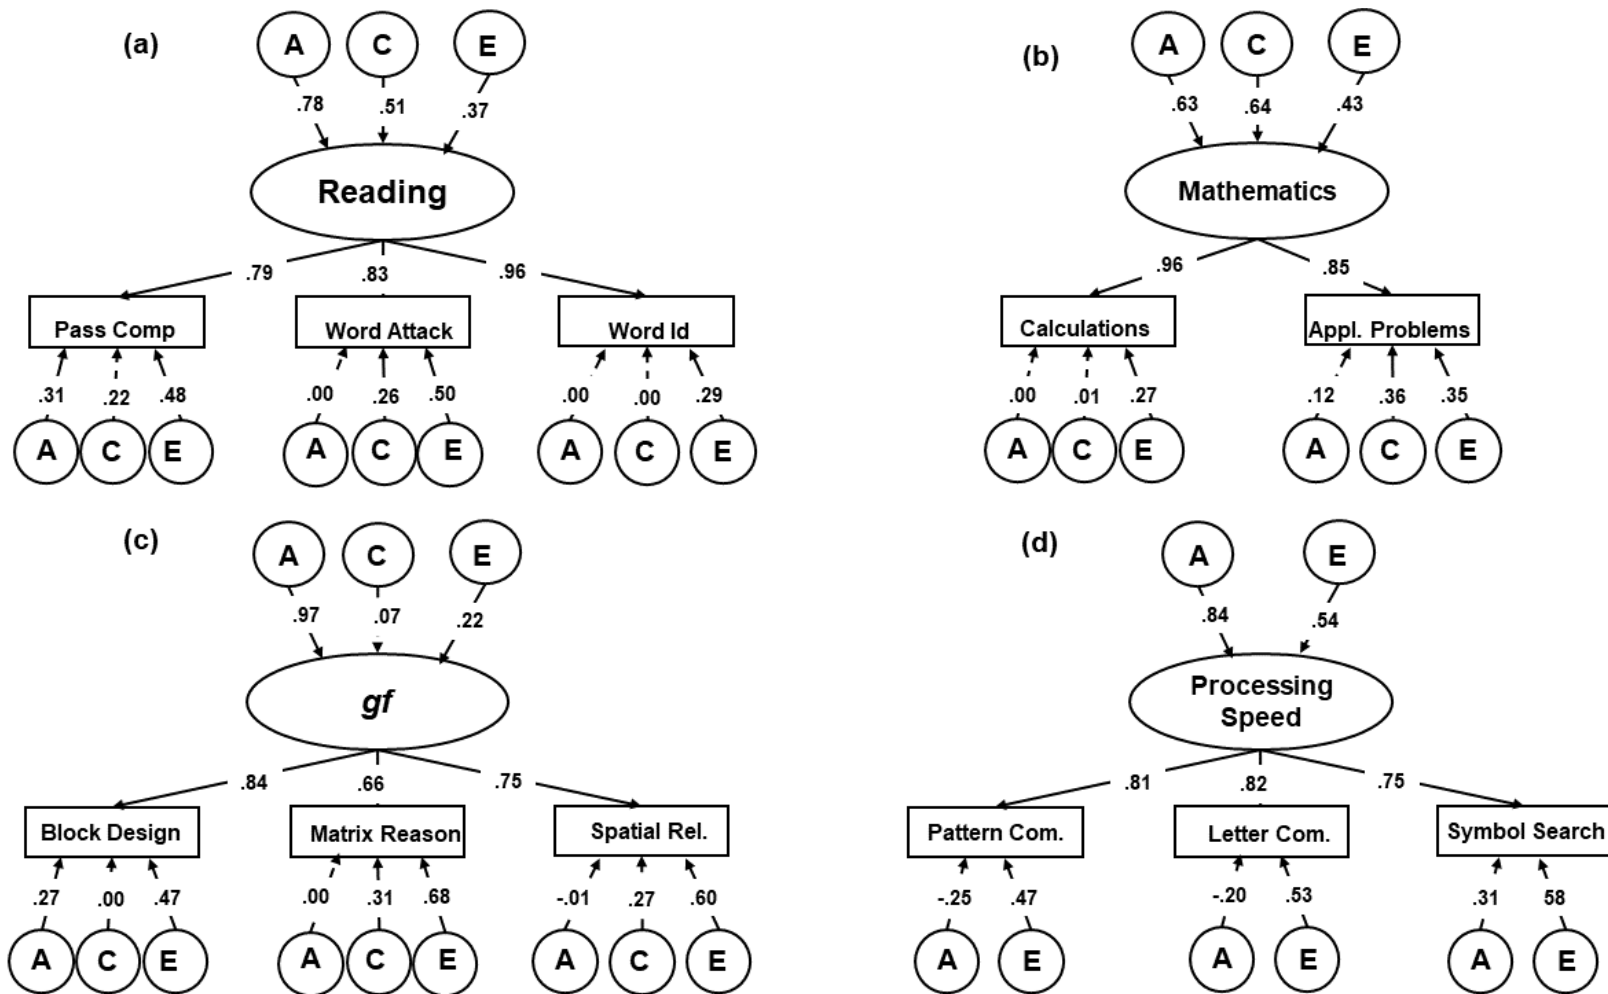 (a)
A C E
.78 .51 .37
Reading
.79 .83 .96
Pass Comp Word Attack Word Id
.31 .22 .48 .00 .26 .50 .00 .00 .29
A C E A C E A C E
(b)
A C E
.63 .64 .43
Mathematics
.96 .85
Calculations Appl. Problems
.00 .01 .27 .12 .36 .35
A C E A C E
(c)
A C E
.97 .07 .22
gf
.84 .66 .75
Block Design Matrix Reason Spatial Rel.
.27 .00 .47 .00 .31 .68 -.01 .27 .60
A C E A C E A C E
(d)
A E
.84 .54
Processing
Speed
.81 .82 .75
Pattern Com. Letter Com. Symbol Search
-.25 .47 -.20 .53 .31 58
A E A E A E